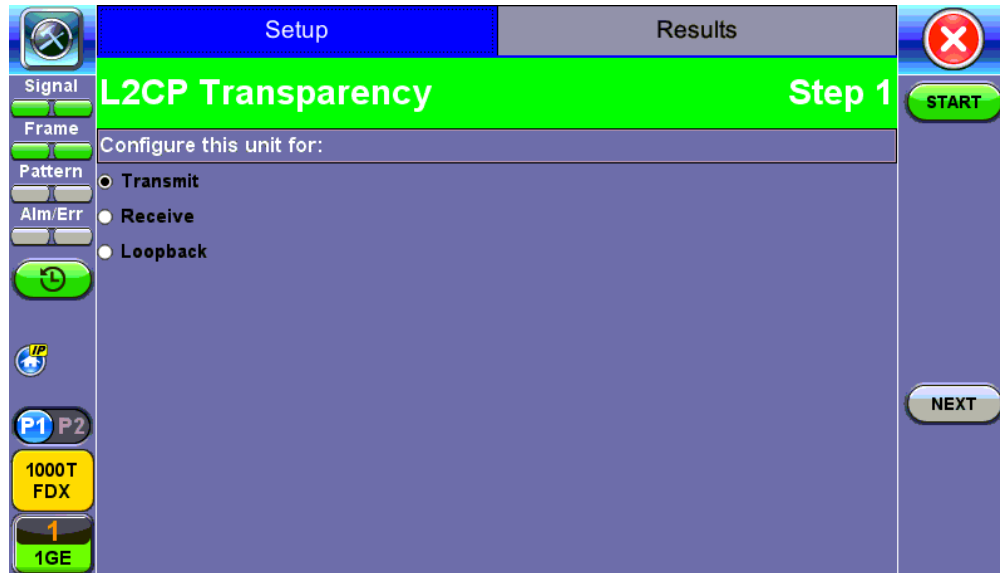 Setup
Results
Signal
Frame
Pattern
Alm/Err
L2CP Transparency
Step 1
Configure this unit for:
Transmit
Receive
Loopback
START
NEXT
IP
P1 P2
1000T
FDX
1
1GE